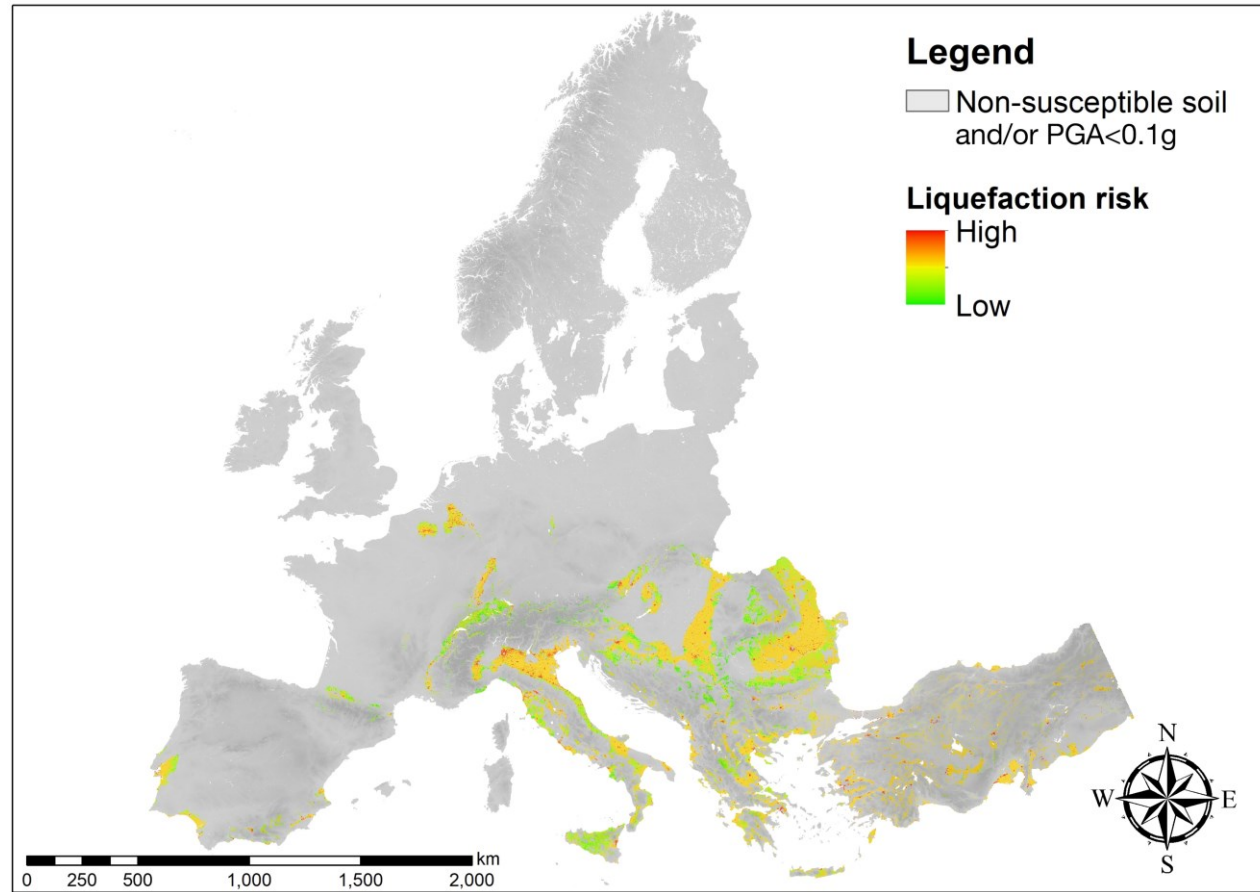 Legend
Non-susceptible soil
and/or PGA<0.1g
Liquefaction risk
High
Low
N
W E
S
km
0 250 500 1,000 1,500 2,000